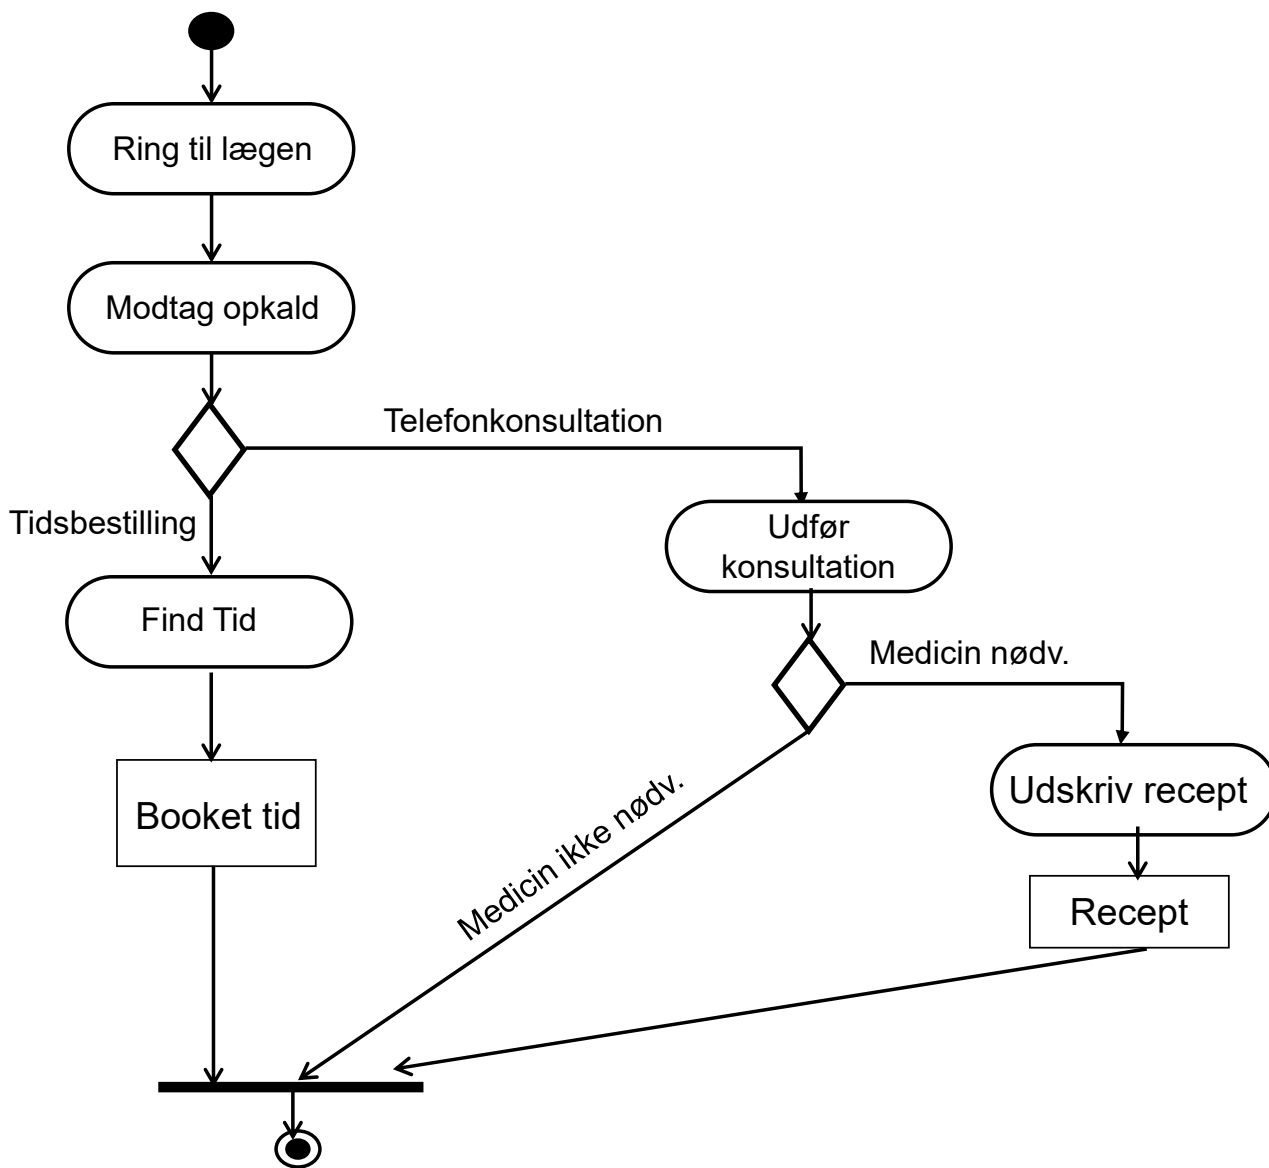 Ring til lægen
Modtag opkald
Telefonkonsultation
Tidsbestilling
Udfør
konsultation
Find Tid
Medicin nødv.
Booket tid
Medicin ikke nødv.
Udskriv recept
Recept